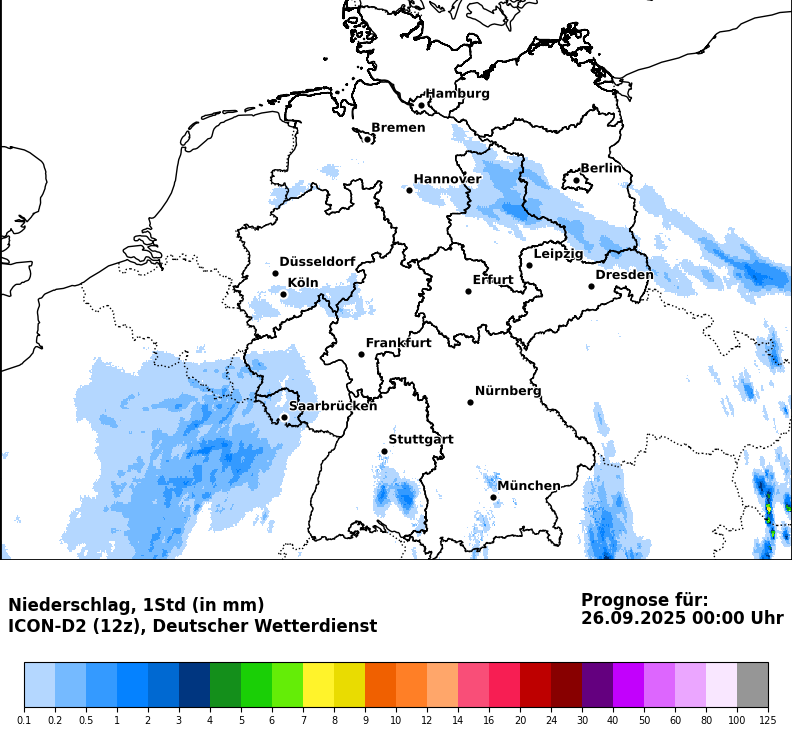 Hamburg
Bremen
Berlin
Hannover
Leipzig
Düsseldorf
Dresden
Köln
Erfurt
Frankfurt
Nürnberg
Saarbrücken
Stuttgart
München
Niederschlag, 1Std (in mm)
ICON-D2 (12z), Deutscher Wetterdienst
Prognose für:
26.09.2025 00:00 Uhr
0.1 0.2 0.5 1 2 3 4 5 6 7 8 9 10 12 14 16 20 24 30 40 50 60 80 100 125